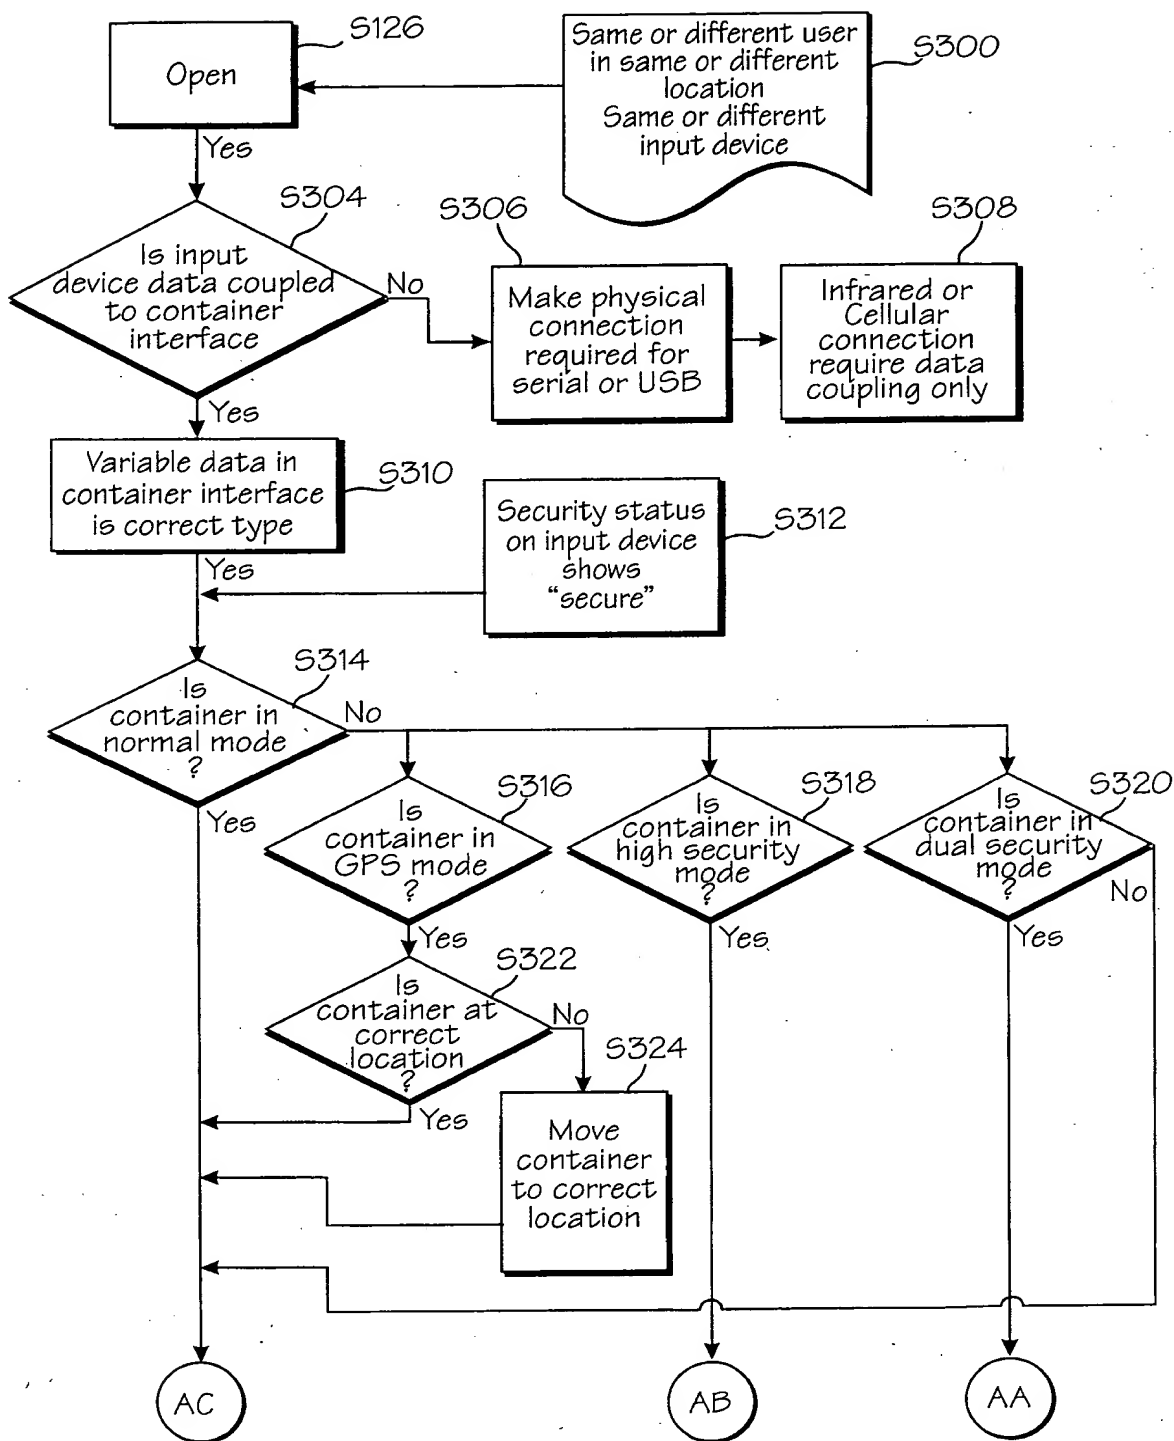 S126
Open
Same or different user
in same or different
location
Same or different
input device
S300
Yes
S304
Is input
device data coupled
to container
interface
No
S306
Make physical
connection
required for
serial or USB
S308
Infrared or
Cellular
connection
require data
coupling only
Yes
Variable data in
container interface
is correct type
S310
Security status
on input device
shows
"secure"
S312
Yes
S314
Is
container in
normal mode
?
No
Yes
S316
Is
container in
GPS mode
?
Yes
S318
Is
container in
high security
mode
?
Yes
S320
Is
container in
dual security
mode
?
No
Yes
S322
Is
container at
correct
location
?
No
Yes
S324
Move
container
to correct
location
AC
AB
AA